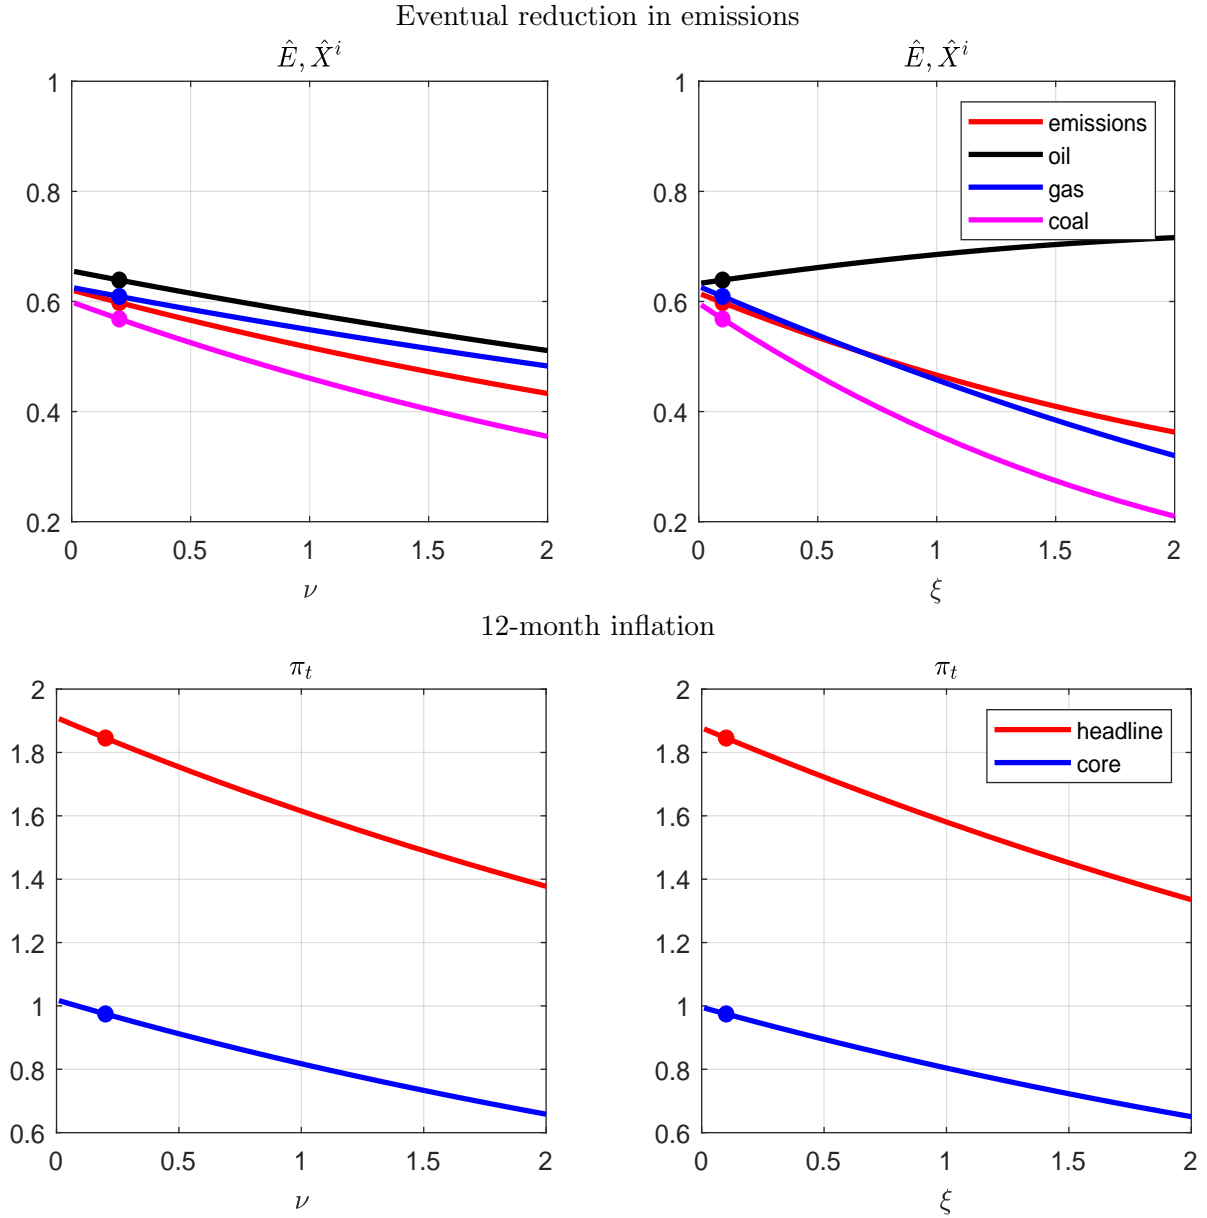 Eventual reduction in emissions
Ê, X̂ⁱ
1
0.8
0.6
0.4
0.2
0 0.5 1 1.5 2
ν
Ê, X̂ⁱ
emissions
oil
gas
coal
1
0.8
0.6
0.4
0.2
0 0.5 1 1.5 2
ξ
12-month inflation
πₜ
2
1.8
1.6
1.4
1.2
1
0.8
0.6
0 0.5 1 1.5 2
ν
πₜ
headline
core
2
1.8
1.6
1.4
1.2
1
0.8
0.6
0 0.5 1 1.5 2
ξ